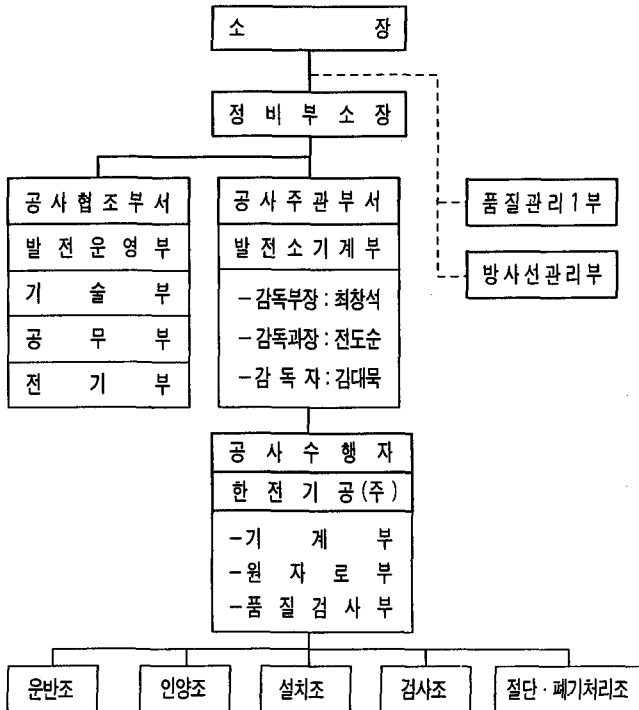 소 장
정 비 부 소 장
공 사 협 조 부 서
발 전 운 영 부
기 술 부
공 무 부
전 기 부
공 사 주 관 부 서
발 전 소 기 계 부
－감독부장 : 최창석
－감독과장 : 전도순
－감 독 자 : 김대묵
품 질 관 리 1 부
방사선관리부
공 사 수 행 자
한 전 기 공 (주)
－기 계 부
－원 자 로 부
－품 질 검 사 부
운반조
인양조
설치조
검사조
절단 · 폐기처리조